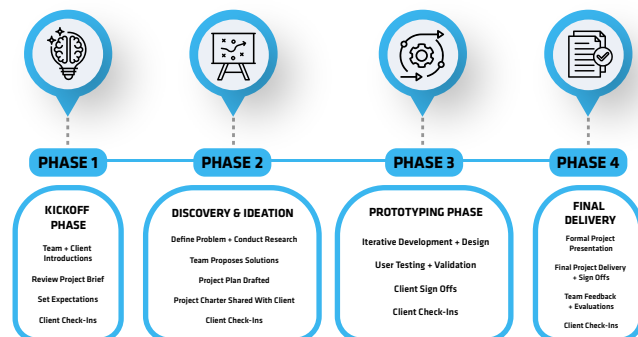 PHASE 1
PHASE 2
PHASE 3
PHASE 4
KICKOFF
PHASE
Team + Client
Introductions
Review Project Brief
Set Expectations
Client Check-Ins
DISCOVERY & IDEATION
Define Problem + Conduct Research
Team Proposes Solutions
Project Plan Drafted
Project Charter Shared With Client
Client Check-Ins
PROTOTYPING PHASE
Iterative Development + Design
User Testing + Validation
Client Sign Offs
Client Check-Ins
FINAL
DELIVERY
Formal Project
Presentation
Final Project Delivery
+ Sign Offs
Team Feedback
+ Evaluations
Client Check-Ins